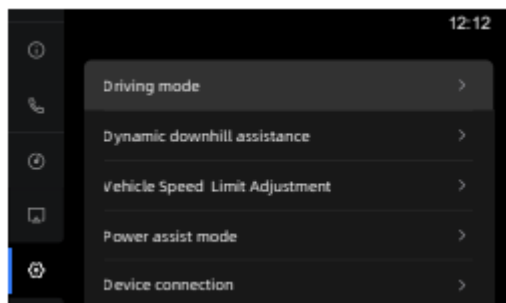 12:12
Driving mode
Dynamic downhill assistance
Vehicle Speed Limit Adjustment
Power assist mode
Device connection